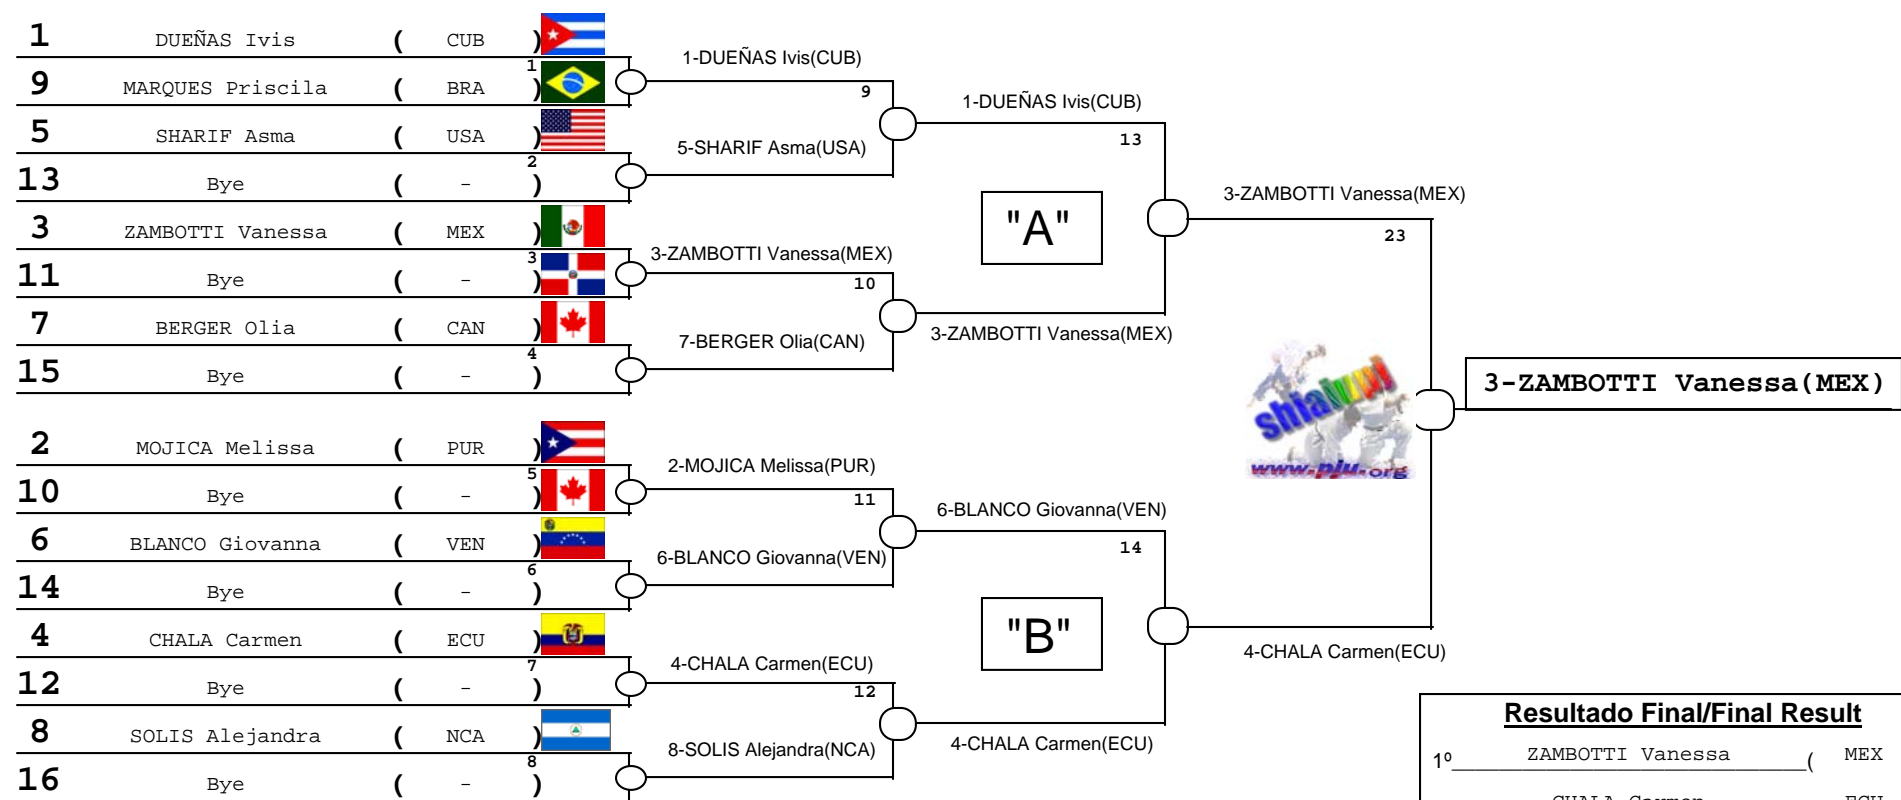 1 DUEÑAS Ivis ( CUB )
1
9 MARQUES Priscila ( BRA )
5 SHARIF Asma ( USA )
2
13 Bye ( - )
3 ZAMBOTTI Vanessa ( MEX )
3
11 Bye ( - )
7 BERGER Olia ( CAN )
4
15 Bye ( - )
2 MOJICA Melissa ( PUR )
5
10 Bye ( - )
6 BLANCO Giovanna ( VEN )
6
14 Bye ( - )
4 CHALA Carmen ( ECU )
7
12 Bye ( - )
8 SOLIS Alejandra ( NCA )
8
16 Bye ( - )
1-DUEÑAS Ivis(CUB)
9
5-SHARIF Asma(USA)
3-ZAMBOTTI Vanessa(MEX)
10
7-BERGER Olia(CAN)
2-MOJICA Melissa(PUR)
11
6-BLANCO Giovanna(VEN)
4-CHALA Carmen(ECU)
12
8-SOLIS Alejandra(NCA)
1-DUEÑAS Ivis(CUB)
13
"A"
3-ZAMBOTTI Vanessa(MEX)
6-BLANCO Giovanna(VEN)
14
"B"
4-CHALA Carmen(ECU)
3-ZAMBOTTI Vanessa(MEX)
23
shiaiupj
www.pju.org
4-CHALA Carmen(ECU)
3-ZAMBOTTI Vanessa(MEX)
Resultado Final/Final Result
1º ZAMBOTTI Vanessa ( MEX
CHALA Carmen ECU